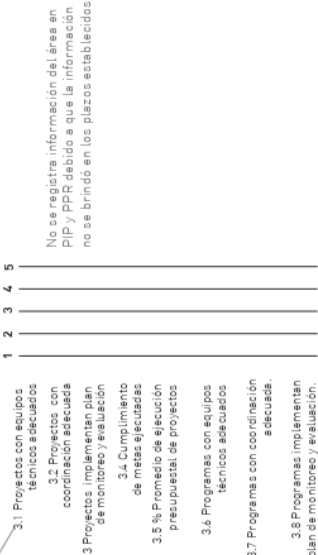 1 2 3 4 5
3.1 Proyectos con equipos
técnicos adecuados
3.2 Proyectos con
coordinación adecuada
3 Proyectos implementan plan
de monitoreo y evaluación
3.4 Cumplimiento
de metas ejecutadas
3.5 % Promedio de ejecución
presupuestal de proyectos
3.6 Programas con equipos
técnicos adecuados
3.7 Programas con coordinación
adecuada.
3.8 Programas implementan
plan de monitoreo y evaluación.
No se registra información del área en
PIP y PPR debido a que la información
no se brindó en los plazos establecidos